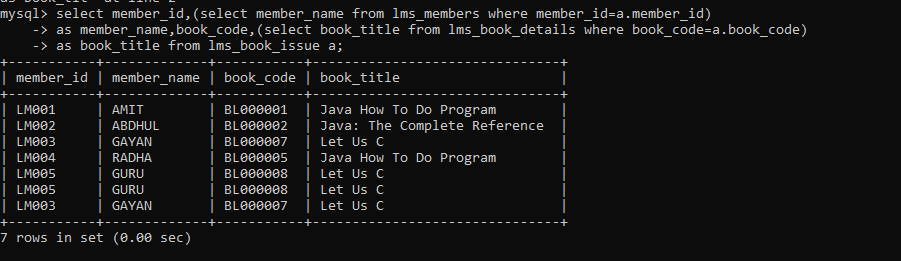 mysql> select member_id,(select member_name from lms_members where member_id=a.member_id)
    -> as member_name,book_code,(select book_title from lms_book_details where book_code=a.book_code)
    -> as book_title from lms_book_issue a;
+-----------+-------------+-----------+-------------------------------+
| member_id | member_name | book_code | book_title                    |
+-----------+-------------+-----------+-------------------------------+
| LM001     | AMIT        | BL000001  | Java How To Do Program        |
| LM002     | ABDHUL      | BL000002  | Java: The Complete Reference  |
| LM003     | GAYAN       | BL000007  | Let Us C                      |
| LM004     | RADHA       | BL000005  | Java How To Do Program        |
| LM005     | GURU        | BL000008  | Let Us C                      |
| LM005     | GURU        | BL000008  | Let Us C                      |
| LM003     | GAYAN       | BL000007  | Let Us C                      |
+-----------+-------------+-----------+-------------------------------+
7 rows in set (0.00 sec)